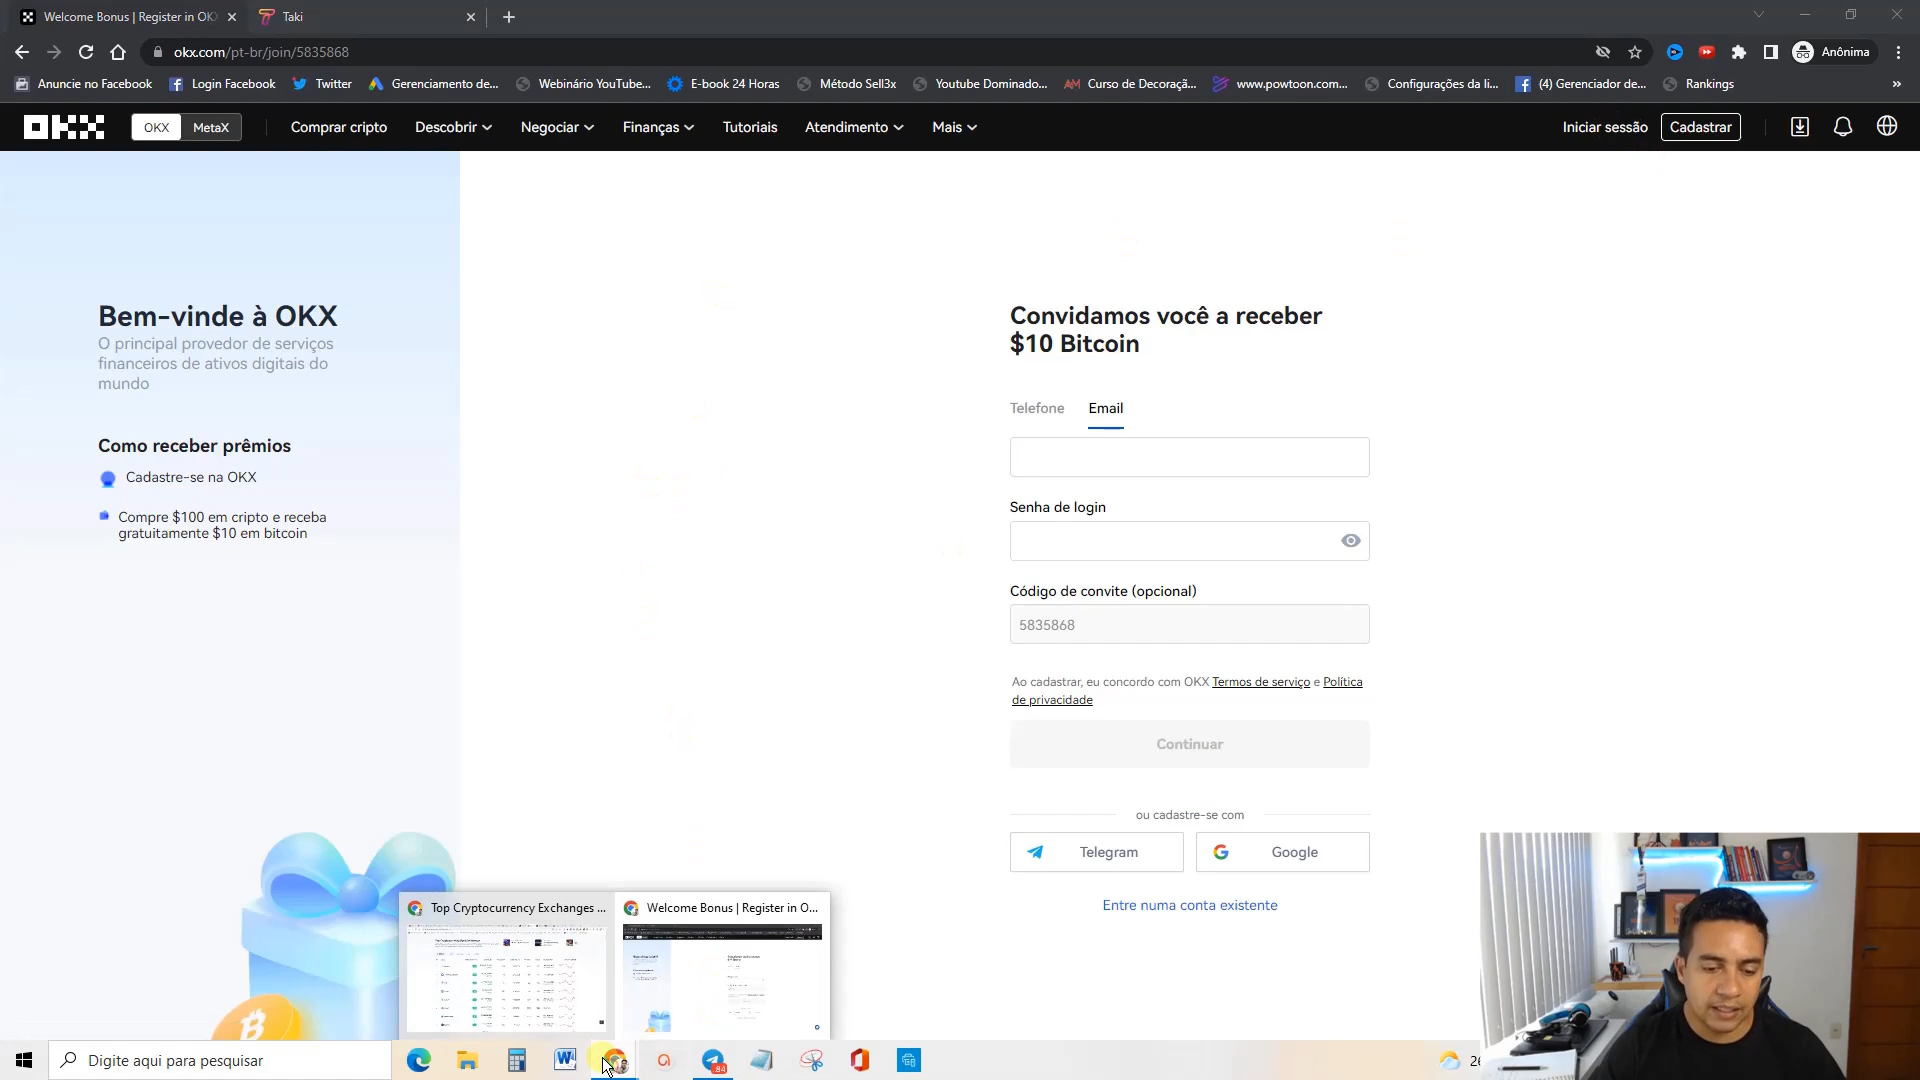 Welcome Bonus | Register in OKX
Taki
okx.com/pt-br/join/5835868
Anônima
Anuncie no Facebook
Login Facebook
Twitter
Gerenciamento de...
Webinário YouTube...
E-book 24 Horas
Método Sell3x
Youtube Dominado...
Curso de Decoraçã...
www.powtoon.com...
Configurações da li...
(4) Gerenciador de...
Rankings
»
OKX
OKX
MetaX
Comprar cripto
Descobrir
Negociar
Finanças
Tutoriais
Atendimento
Mais
Iniciar sessão
Cadastrar
Bem-vinde à OKX
O principal provedor de serviços
financeiros de ativos digitais do
mundo
Como receber prêmios
Cadastre-se na OKX
Compre $100 em cripto e receba
gratuitamente $10 em bitcoin
Convidamos você a receber
$10 Bitcoin
Telefone
Email
Senha de login
Código de convite (opcional)
5835868
Ao cadastrar, eu concordo com OKX Termos de serviço e Política
de privacidade
Continuar
ou cadastre-se com
Telegram
Google
Entre numa conta existente
Top Cryptocurrency Exchanges ...
Welcome Bonus | Register in O...
Digite aqui para pesquisar
84